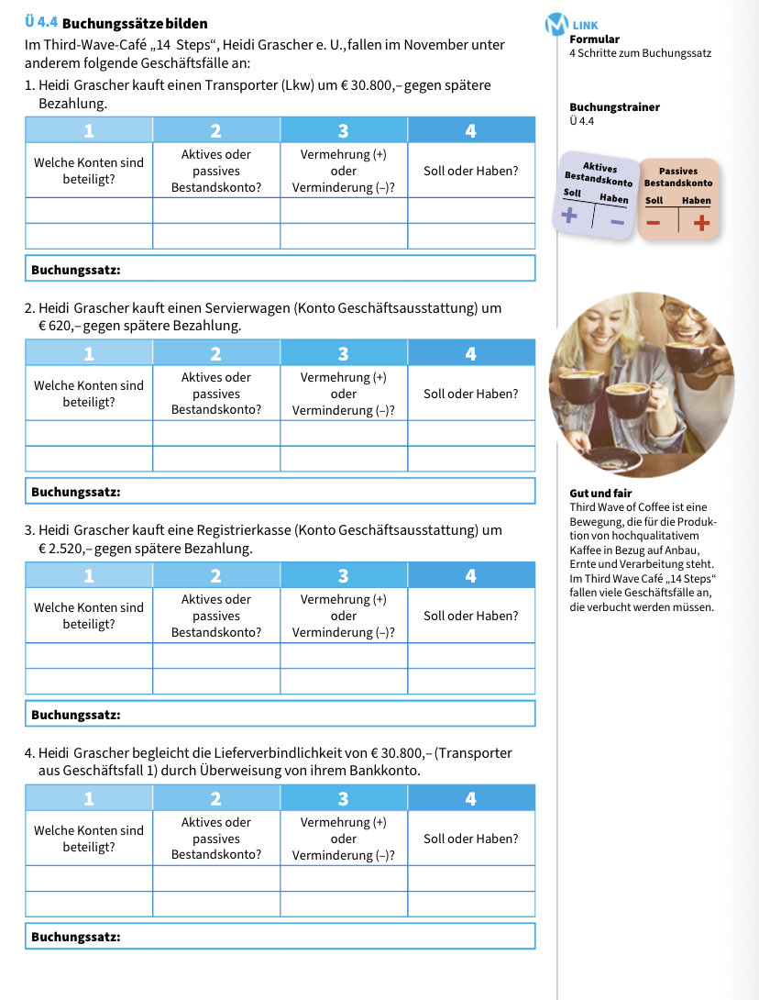 Ü 4.4 Buchungssätze bilden
Im Third-Wave-Café „14 Steps“, Heidi Grascher e. U., fallen im November unter
anderem folgende Geschäftsfälle an:
1. Heidi Grascher kauft einen Transporter (Lkw) um € 30.800,– gegen spätere
Bezahlung.
1 2 3 4
Welche Konten sind
beteiligt?
Aktives oder
passives
Bestandskonto?
Vermehrung (+)
oder
Verminderung (–)?
Soll oder Haben?
Buchungssatz:
2. Heidi Grascher kauft einen Servierwagen (Konto Geschäftsausstattung) um
€ 620,– gegen spätere Bezahlung.
1 2 3 4
Welche Konten sind
beteiligt?
Aktives oder
passives
Bestandskonto?
Vermehrung (+)
oder
Verminderung (–)?
Soll oder Haben?
Buchungssatz:
3. Heidi Grascher kauft eine Registrierkasse (Konto Geschäftsausstattung) um
€ 2.520,– gegen spätere Bezahlung.
1 2 3 4
Welche Konten sind
beteiligt?
Aktives oder
passives
Bestandskonto?
Vermehrung (+)
oder
Verminderung (–)?
Soll oder Haben?
Buchungssatz:
4. Heidi Grascher begleicht die Lieferverbindlichkeit von € 30.800,– (Transporter
aus Geschäftsfall 1) durch Überweisung von ihrem Bankkonto.
1 2 3 4
Welche Konten sind
beteiligt?
Aktives oder
passives
Bestandskonto?
Vermehrung (+)
oder
Verminderung (–)?
Soll oder Haben?
Buchungssatz:
M LINK
Formular
4 Schritte zum Buchungssatz
Buchungstrainer
Ü 4.4
Aktives
Bestandskonto
Soll Haben
+ –
Passives
Bestandskonto
Soll Haben
– +
Gut und fair
Third Wave of Coffee ist eine
Bewegung, die für die Produk-
tion von hochqualitativem
Kaffee in Bezug auf Anbau,
Ernte und Verarbeitung steht.
Im Third Wave Café „14 Steps“
fallen viele Geschäftsfälle an,
die verbucht werden müssen.